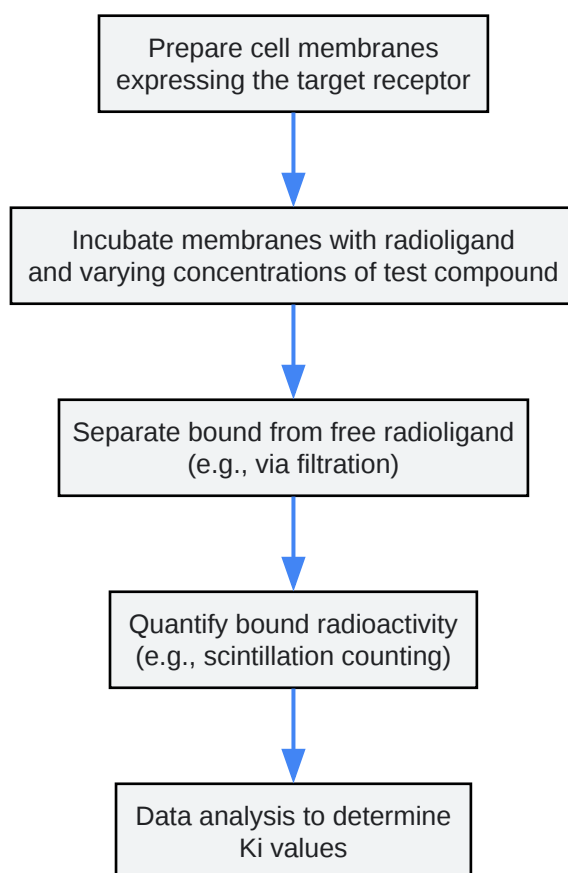 Prepare cell membranes
expressing the target receptor
Incubate membranes with radioligand
and varying concentrations of test compound
Separate bound from free radioligand
(e.g., via filtration)
Quantify bound radioactivity
(e.g., scintillation counting)
Data analysis to determine
Ki values